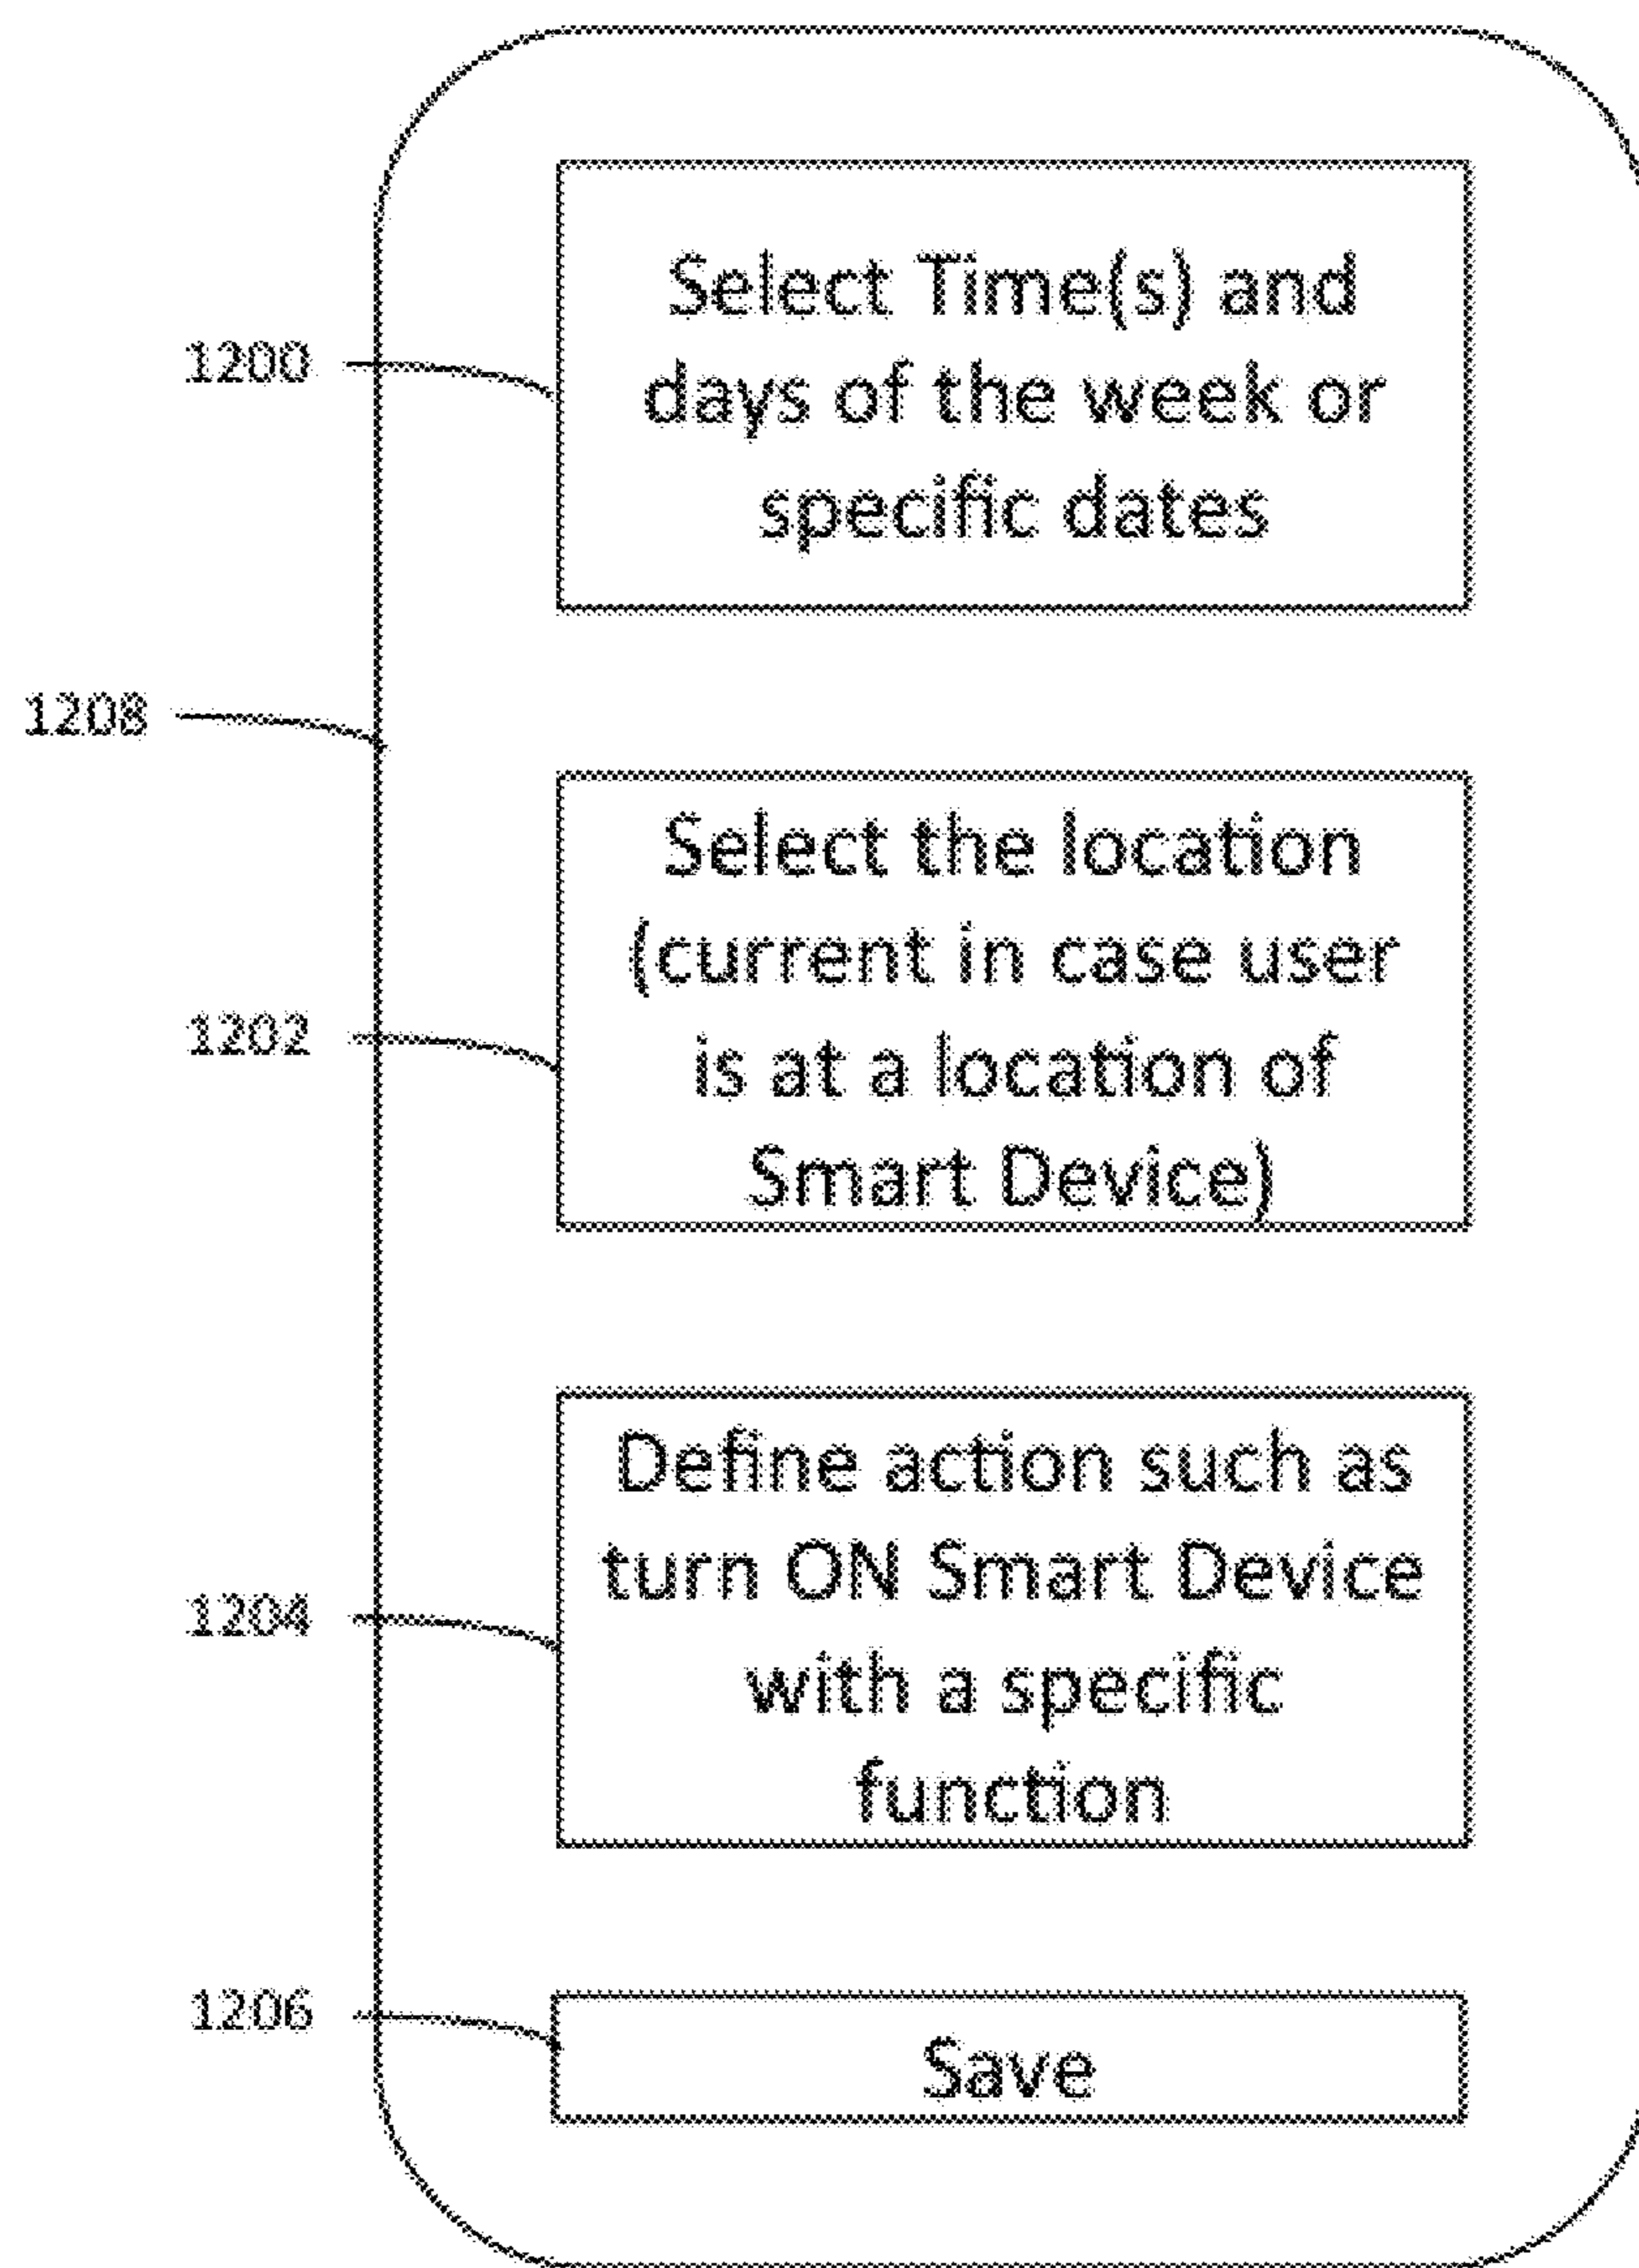 Select Time(s) and
days of the week or
specific dates
1200
1208
Select the location
(current in case user
is at a location of
Smart Device)
1202
Define action such as
turn ON Smart Device
with a specific
function
1204
1206
Save